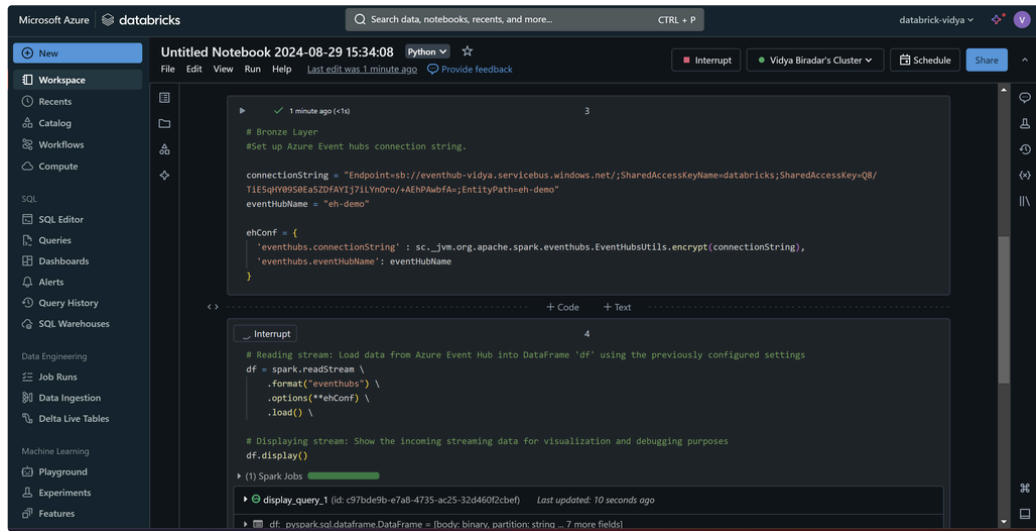 Microsoft Azure databricks Search data, notebooks, recents, and more... CTRL + P databrick-vidya V
New
Workspace
Recents
Catalog
Workflows
Compute
SQL
SQL Editor
Queries
Dashboards
Alerts
Query History
SQL Warehouses
Data Engineering
Job Runs
Data Ingestion
Delta Live Tables
Machine Learning
Playground
Experiments
Features
Untitled Notebook 2024-08-29 15:34:08 Python
File Edit View Run Help Last edit was 1 minute ago Provide feedback
Interrupt Vidya Biradar's Cluster Schedule Share
1 minute ago (<1s) 3
# Bronze Layer
#Set up Azure Event hubs connection string.
connectionString = "Endpoint=sb://eventhub-vidya.servicebus.windows.net/;SharedAccessKeyName=databricks;SharedAccessKey=Q8/
TiE5qHY09S0Ea5ZDfAYIj7iLYnOro/+AEhPAwbfA=;EntityPath=eh-demo"
eventHubName = "eh-demo"
ehConf = {
'eventhubs.connectionString' : sc._jvm.org.apache.spark.eventhubs.EventHubsUtils.encrypt(connectionString),
'eventhubs.eventHubName': eventHubName
}
+ Code + Text
Interrupt 4
# Reading stream: Load data from Azure Event Hub into DataFrame 'df' using the previously configured settings
df = spark.readStream \
.format("eventhubs") \
.options(**ehConf) \
.load() \
# Displaying stream: Show the incoming streaming data for visualization and debugging purposes
df.display()
(1) Spark Jobs
display_query_1 (id: c97bde9b-e7a8-4735-ac25-32d460f2cbef) Last updated: 10 seconds ago
df: pyspark.sql.dataframe.DataFrame = [body: binary, partition: string ... 7 more fields]